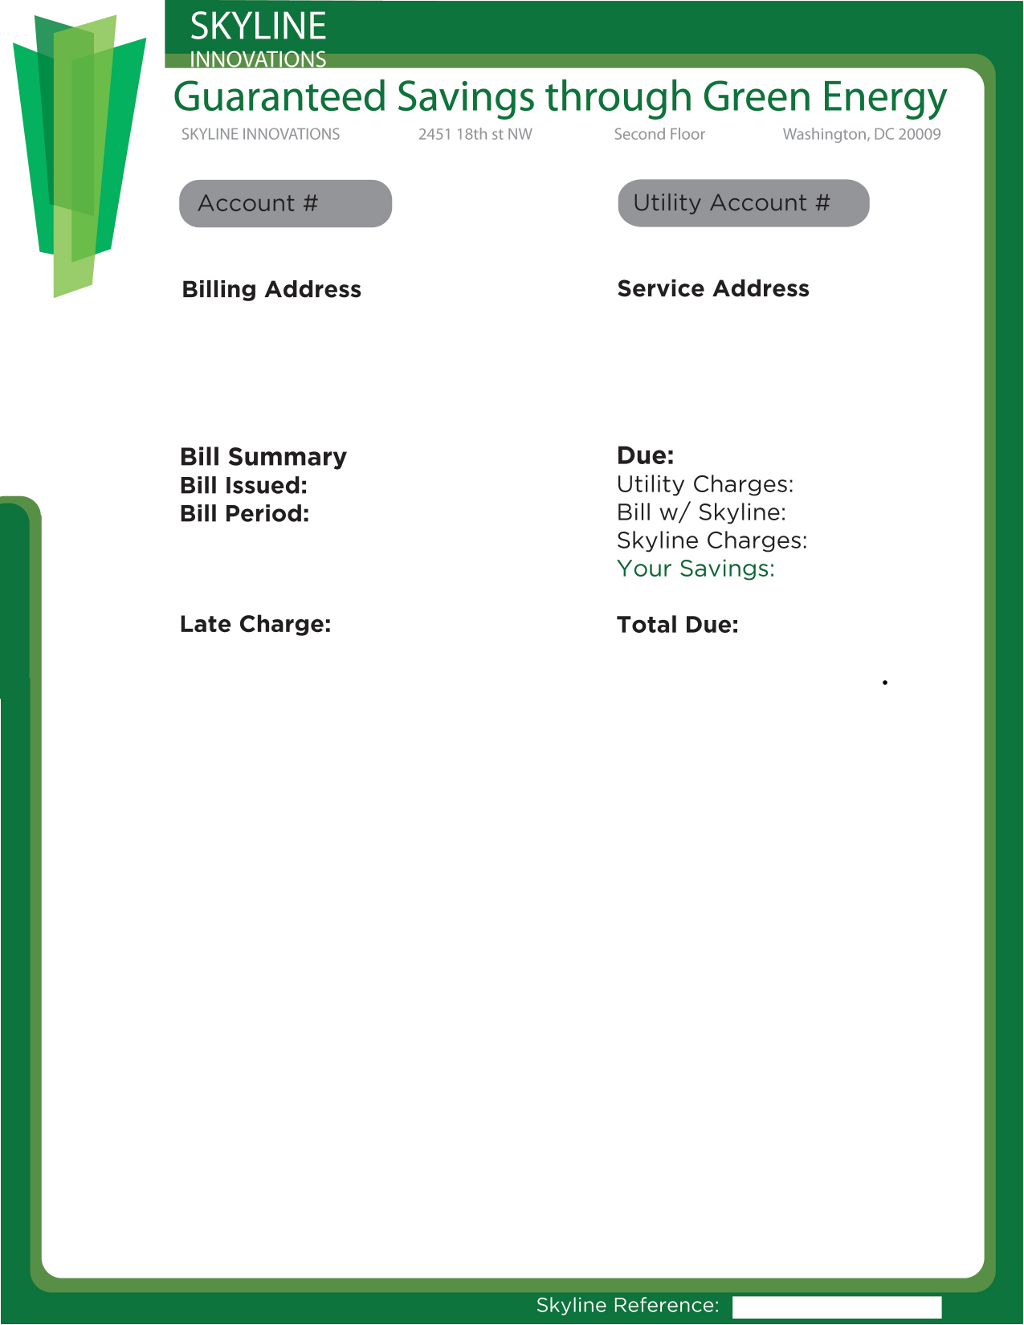 SKYLINE
INNOVATIONS
Guaranteed Savings through Green Energy
SKYLINE INNOVATIONS 2451 18th st NW Second Floor Washington, DC 20009
Account # Utility Account #
Billing Address Service Address
Bill Summary Due:
Bill Issued: Utility Charges:
Bill Period: Bill w/ Skyline:
Skyline Charges:
Your Savings:
Late Charge: Total Due:
.
Skyline Reference: